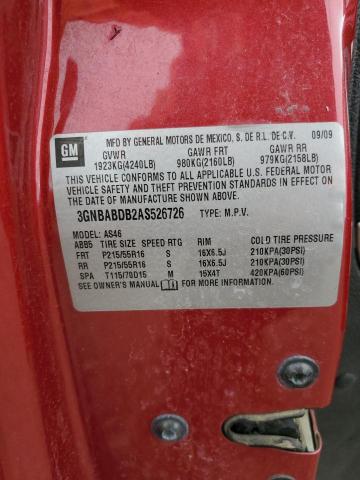 GM
MFD BY GENERAL MOTORS DE MEXICO, S. DE R.L. DE C.V. 09/09
GVWR GAWR FRT GAWR RR
1923KG(4240LB) 980KG(2160LB) 979KG(2158LB)
THIS VEHICLE CONFORMS TO ALL APPLICABLE U.S. FEDERAL MOTOR
VEHICLE SAFETY AND THEFT PREVENTION STANDARDS IN EFFECT ON
THE DATE OF MANUFACTURE SHOWN ABOVE.
3GNBABDB2AS526726 TYPE: M.P.V.
MODEL: AS46
ABB5 TIRE SIZE SPEED RTG RIM COLD TIRE PRESSURE
FRT P215/55R16 S 16X6.5J 210KPA(30PSI)
RR P215/55R16 S 16X6.5J 210KPA(30PSI)
SPA T115/70D15 M 15X4T 420KPA(60PSI)
SEE OWNER'S MANUAL FOR MORE INFORMATION